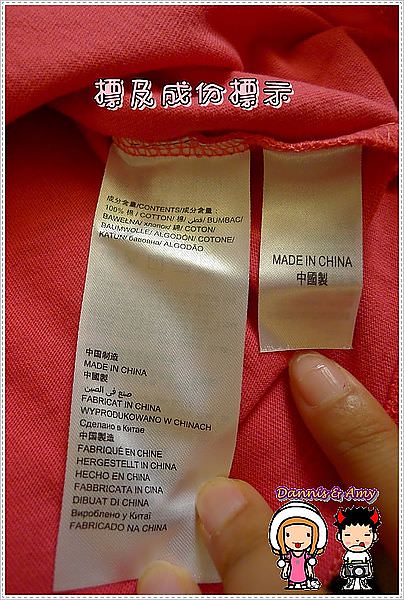 標及成份標示
成分含量/CONTENTS/成分含量:
100% 棉 / COTTON/ قطن / BUMBAC/
BAWEŁNA/ хлопок/ 綿/ COTON/
BAUMWOLLE/ ALGODÓN/ COTONE/
KATUN/ бавовна/ ALGODÃO
中国制造
MADE IN CHINA
中國製
صنع في الصين
FABRICAT IN CHINA
WYPRODUKOWANO W CHINACH
Сделано в Китае
中国製造
FABRIQUÉ EN CHINE
HERGESTELLT IN CHINA
HECHO EN CHINA
FABBRICATA IN CINA
DIBUAT DI CHINA
Вироблено у Китаї
FABRICADO NA CHINA
MADE IN CHINA
中國製
Dannis & Amy